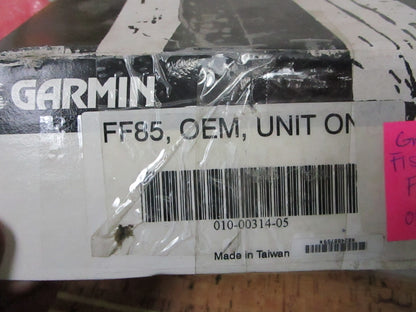 GARMIN
FF85, OEM, UNIT ON
010-00314-05
Made in Taiwan